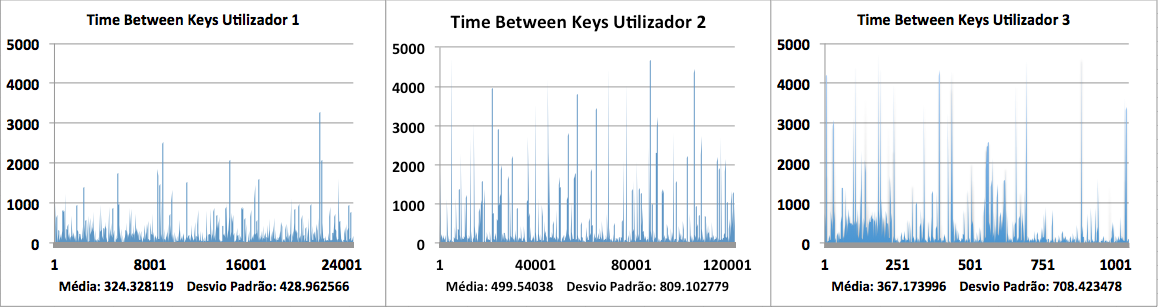 Time Between Keys Utilizador 1
5000
4000
3000
2000
1000
0
1 8001 16001 24001
Média: 324.328119 Desvio Padrão: 428.962566
Time Between Keys Utilizador 2
5000
4000
3000
2000
1000
0
1 40001 80001 120001
Média: 499.54038 Desvio Padrão: 809.102779
Time Between Keys Utilizador 3
5000
4000
3000
2000
1000
0
1 251 501 751 1001
Média: 367.173996 Desvio Padrão: 708.423478